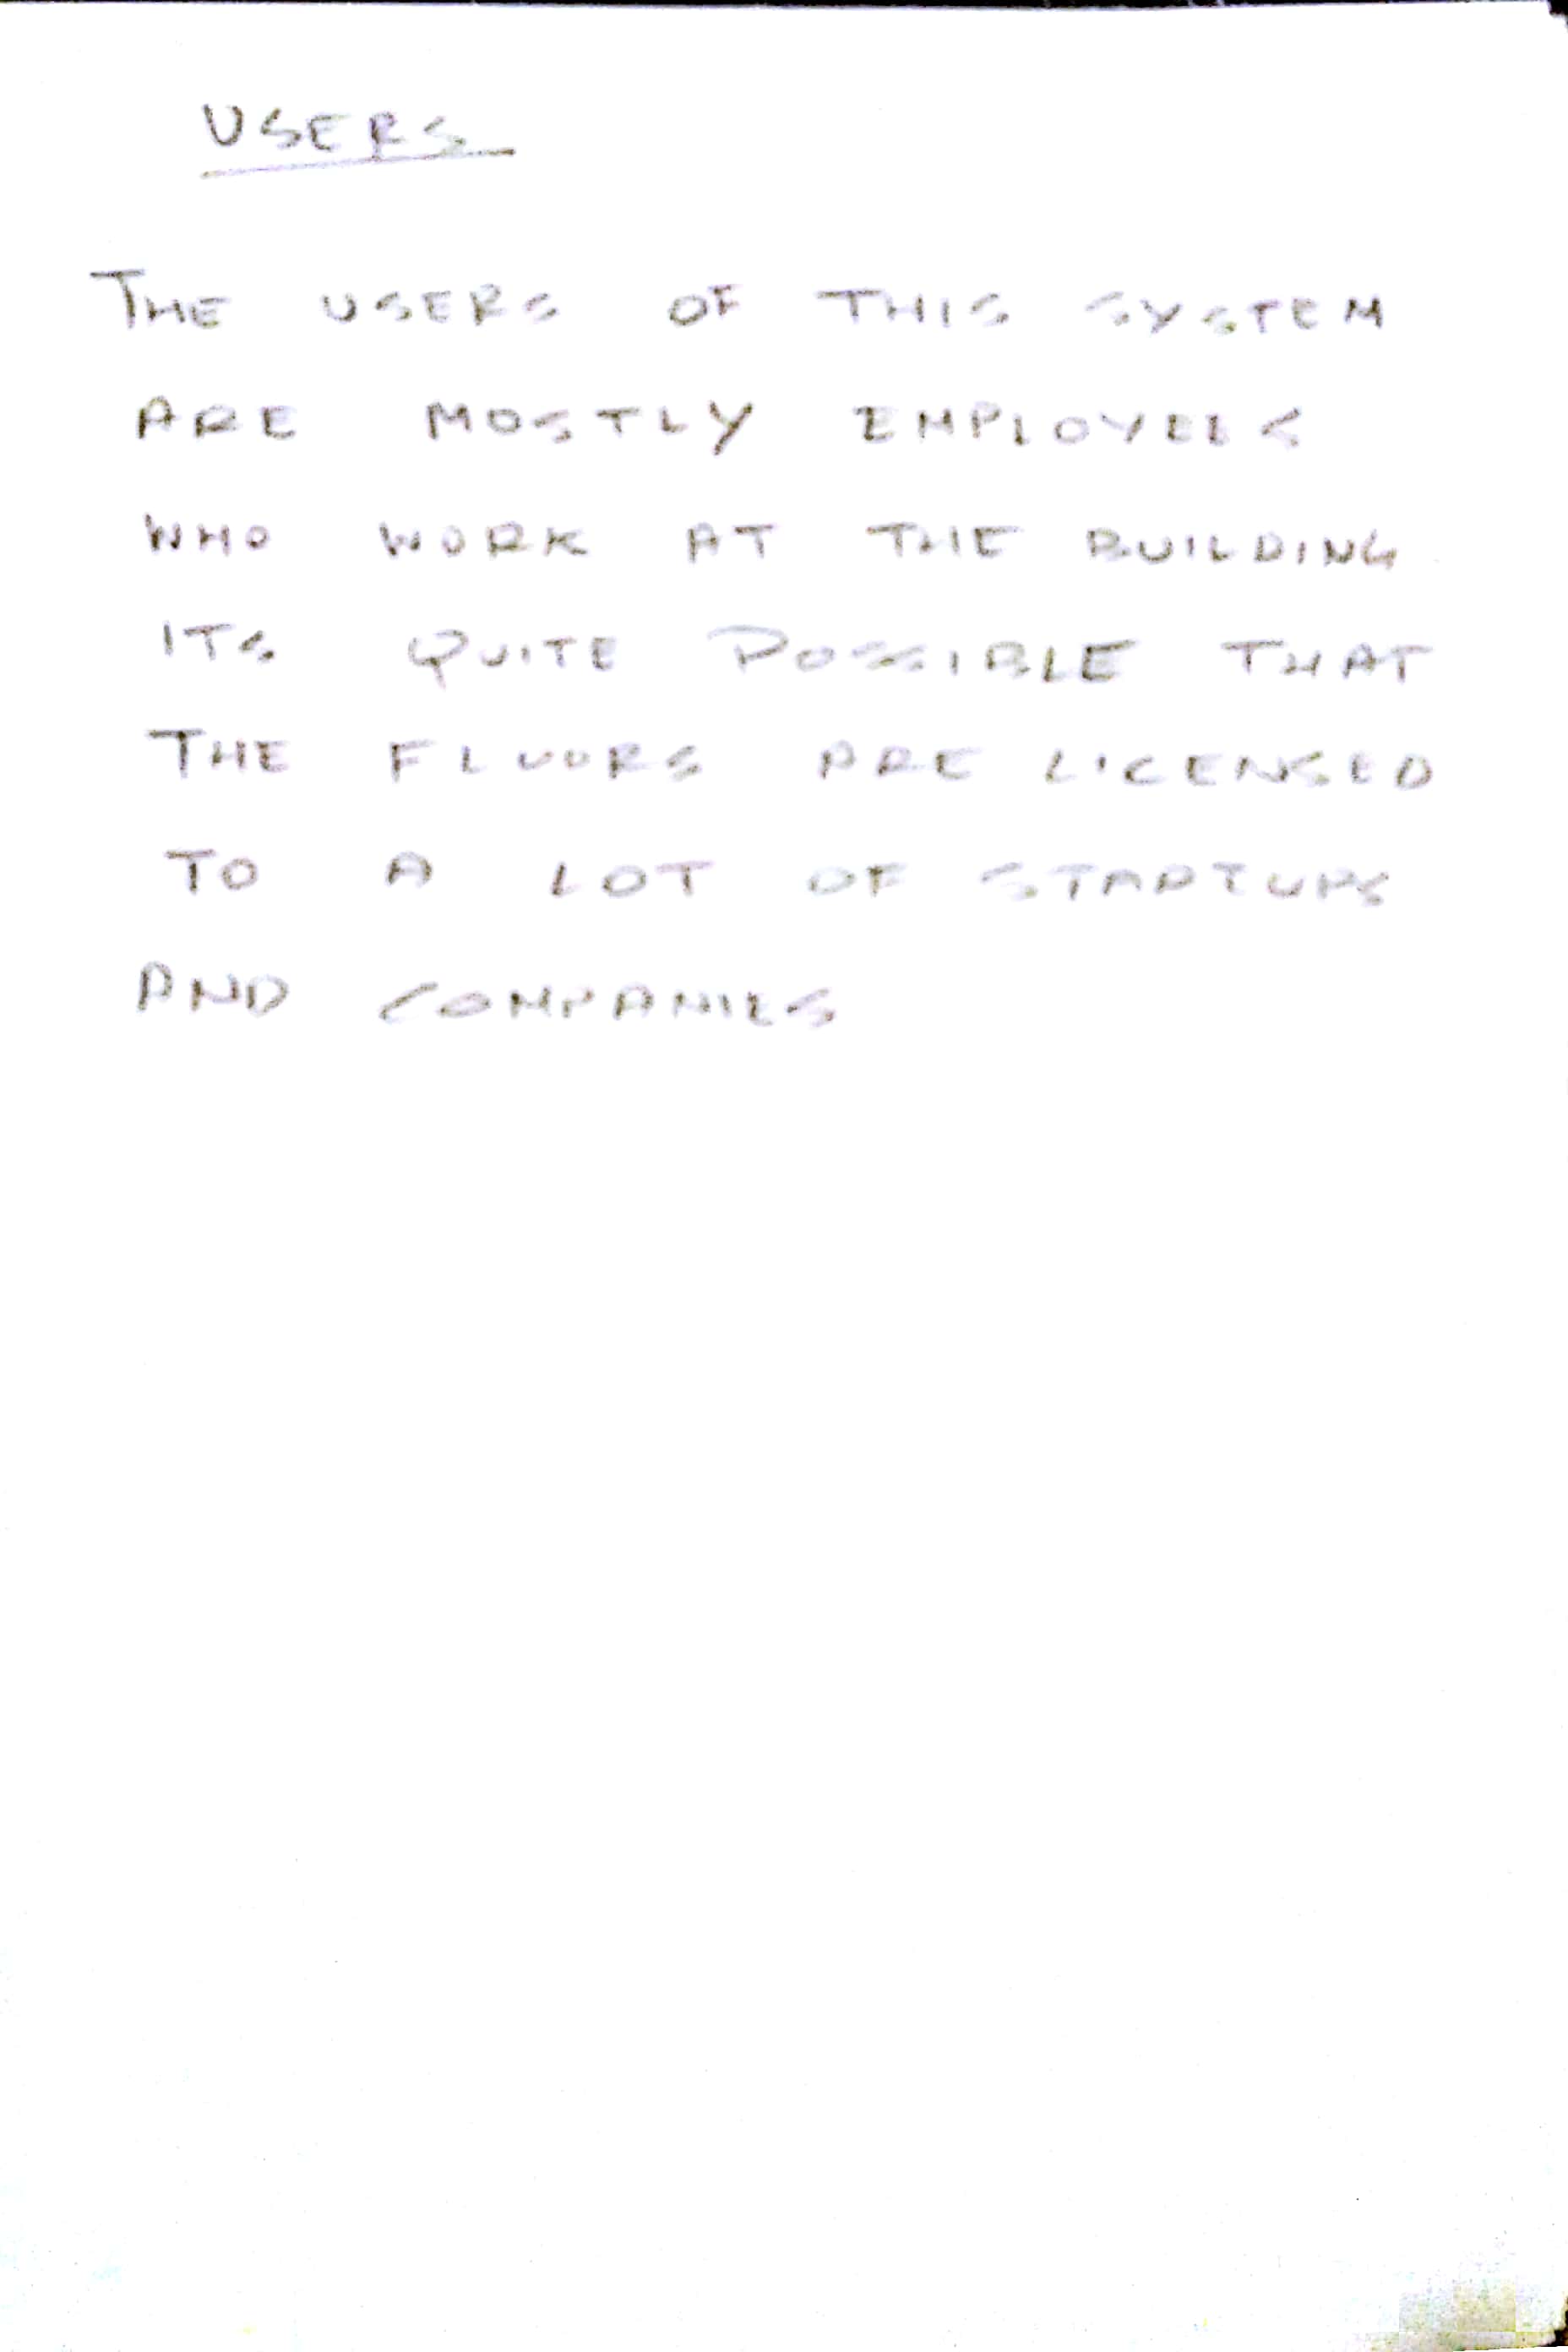 USERS
THE USERS OF THIS SYSTEM
ARE MOSTLY EMPLOYEES
WHO WORK AT THE BUILDING
ITS QUITE POSSIBLE THAT
THE FLOORS ARE LICENSED
TO A LOT OF STARTUPS
AND COMPANIES